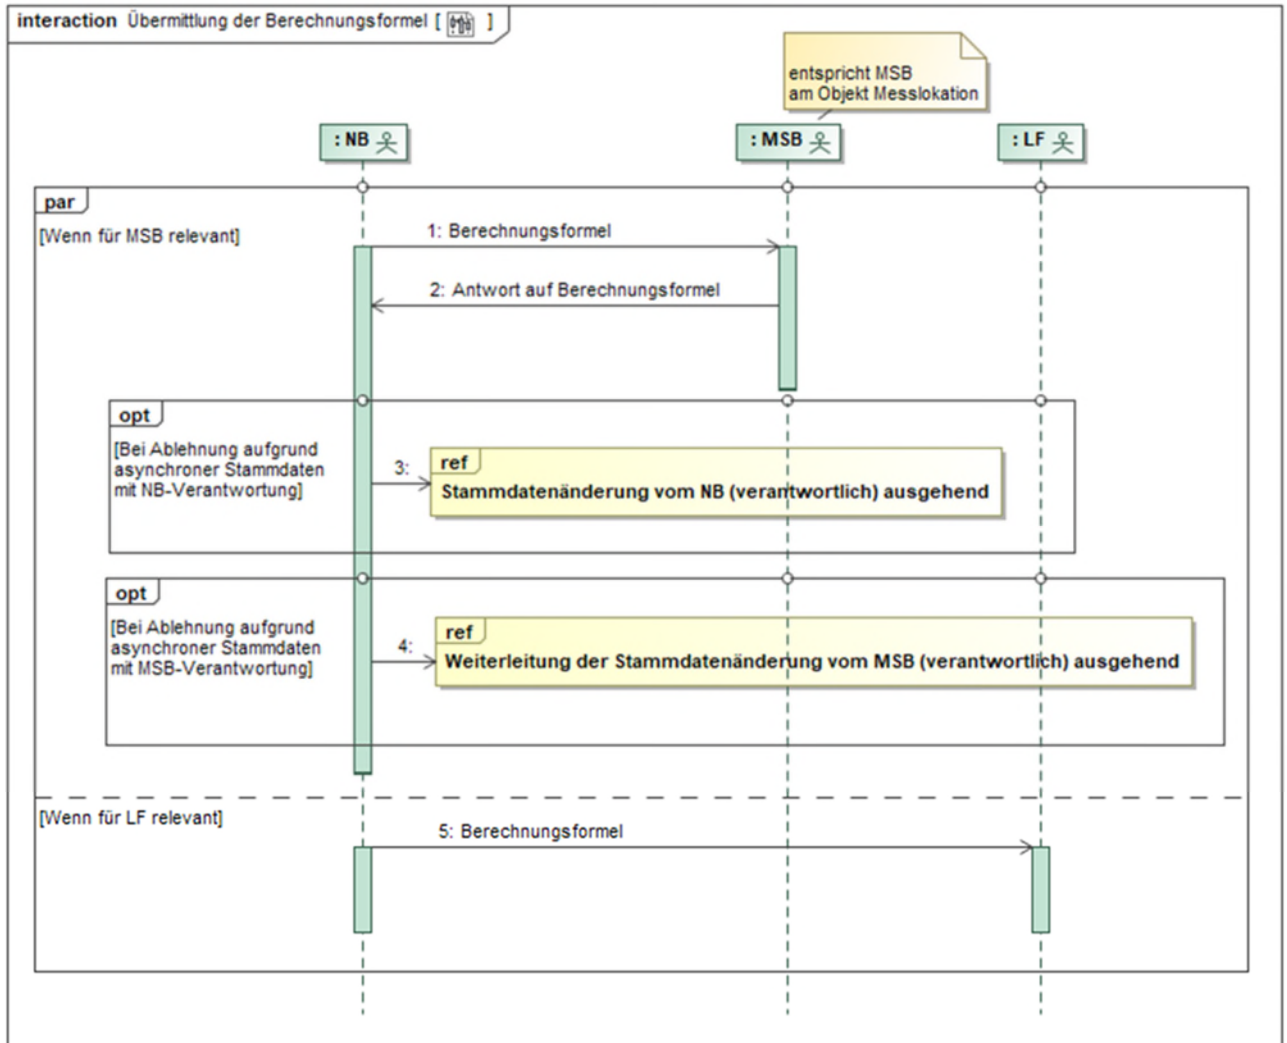 interaction Übermittlung der Berechnungsformel [ ]
entspricht MSB
am Objekt Messlokation
: NB
: MSB
: LF
par
[Wenn für MSB relevant]
1: Berechnungsformel
2: Antwort auf Berechnungsformel
opt
[Bei Ablehnung aufgrund
asynchroner Stammdaten
mit NB-Verantwortung]
3:
ref
Stammdatenänderung vom NB (verantwortlich) ausgehend
opt
[Bei Ablehnung aufgrund
asynchroner Stammdaten
mit MSB-Verantwortung]
4:
ref
Weiterleitung der Stammdatenänderung vom MSB (verantwortlich) ausgehend
[Wenn für LF relevant]
5: Berechnungsformel